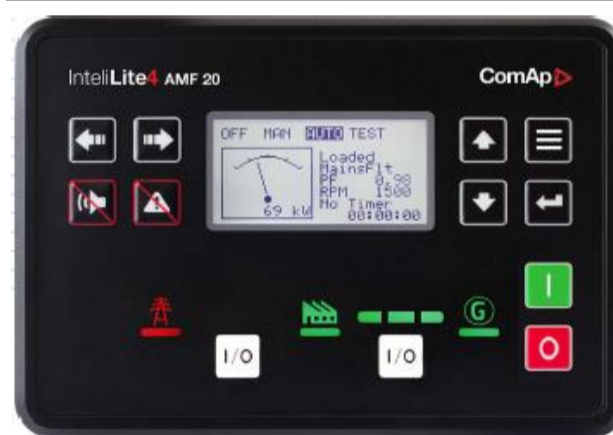 InteliLite4 AMF 20
ComAp
OFF MAN AUTO TEST
Loaded
MainsFlt
PF 0.98
RPM 1500
No Timer
00:00:00
69 kW
G
I
I/O
I/O
O